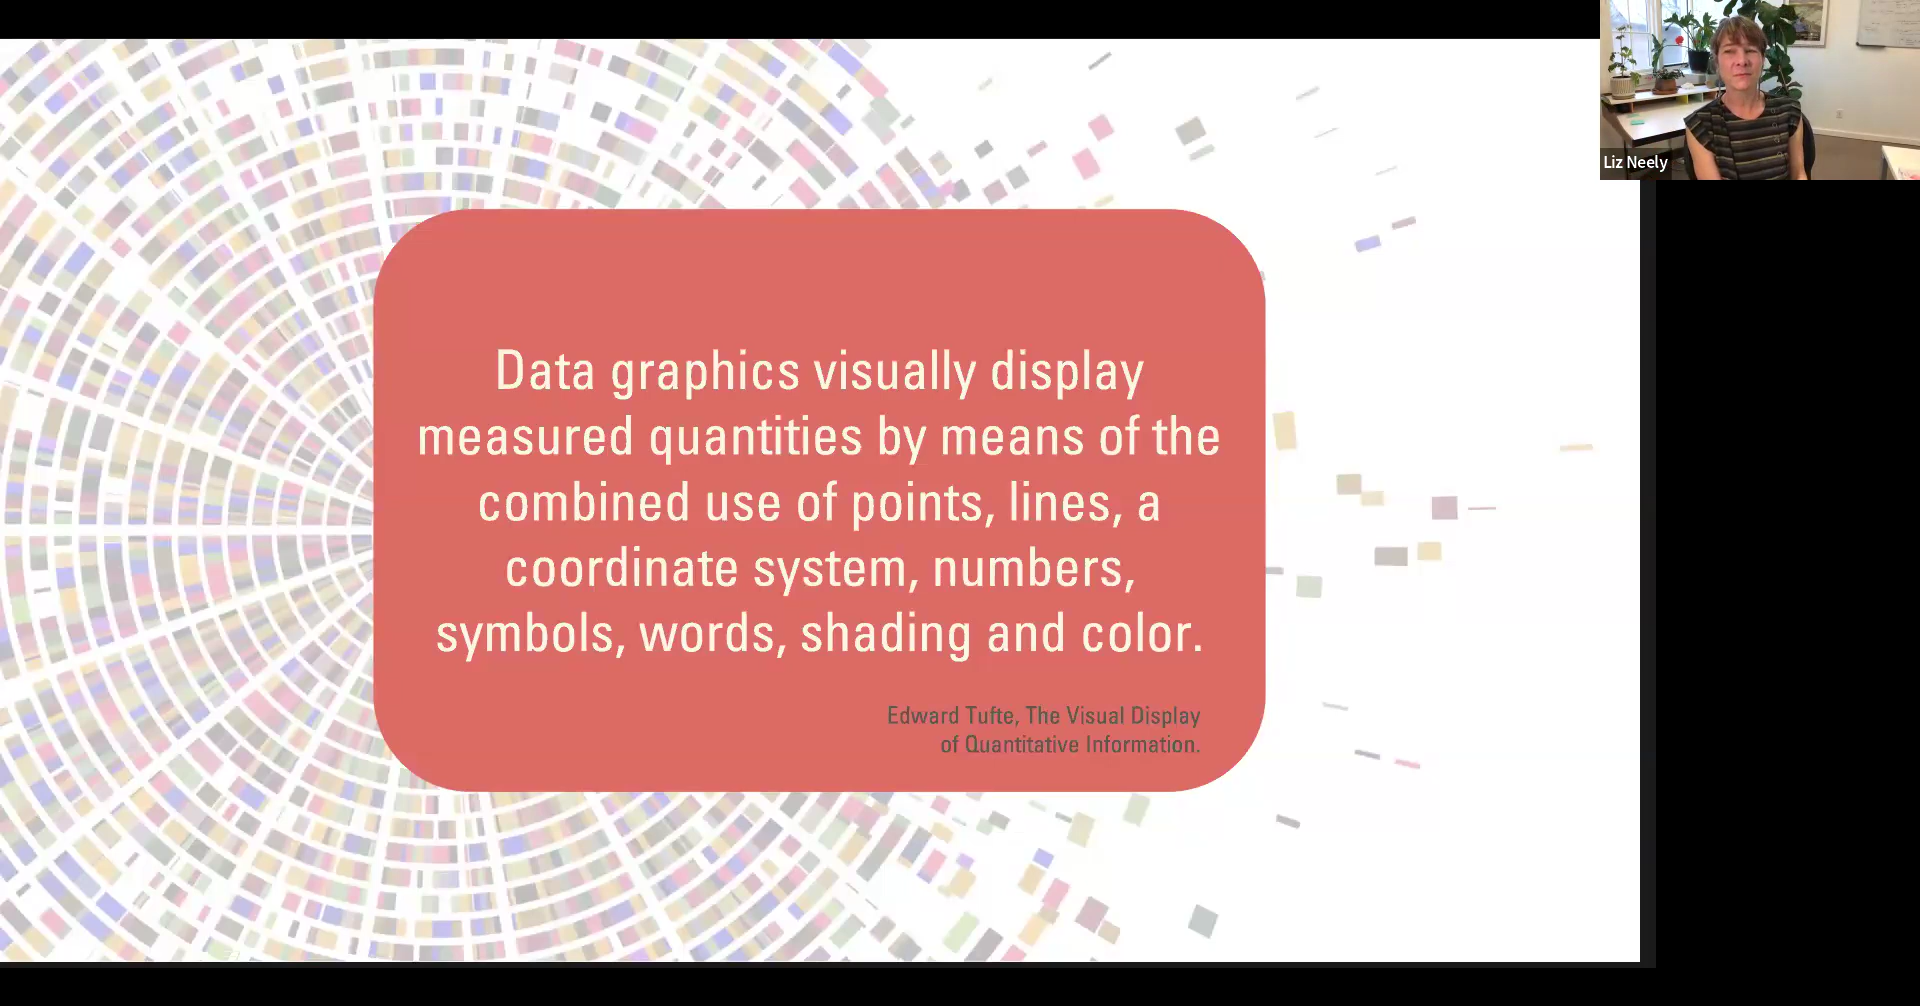 Data graphics visually display
measured quantities by means of the
combined use of points, lines, a
coordinate system, numbers,
symbols, words, shading and color.
Edward Tufte, The Visual Display
of Quantitative Information.
Liz Neely